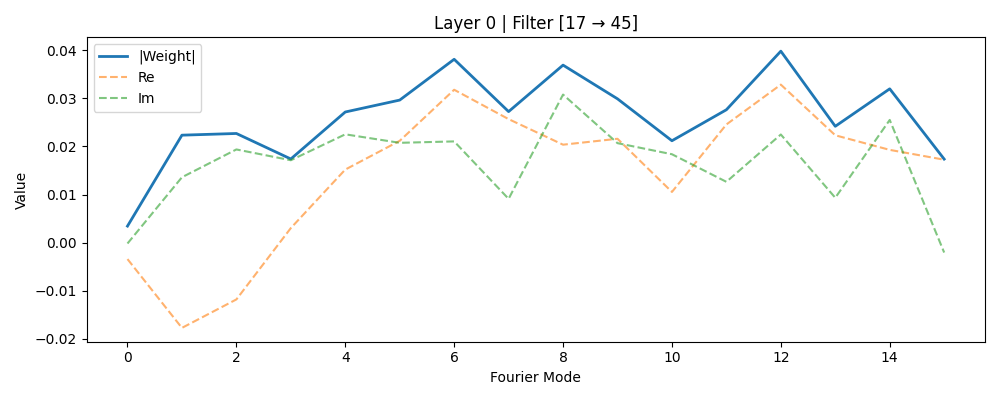 Layer 0 | Filter [17 → 45]
|Weight|
Re
Im
0.04
0.03
0.02
0.01
0.00
−0.01
−0.02
Value
0 2 4 6 8 10 12 14
Fourier Mode